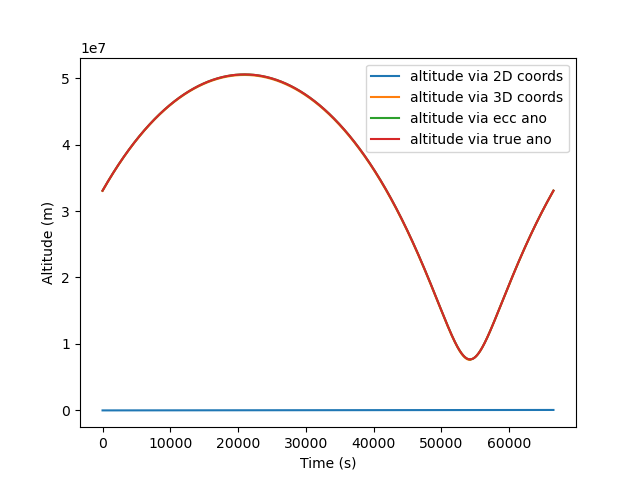 1e7
altitude via 2D coords
altitude via 3D coords
altitude via ecc ano
altitude via true ano
5
4
3
2
1
0
Altitude (m)
0 10000 20000 30000 40000 50000 60000
Time (s)